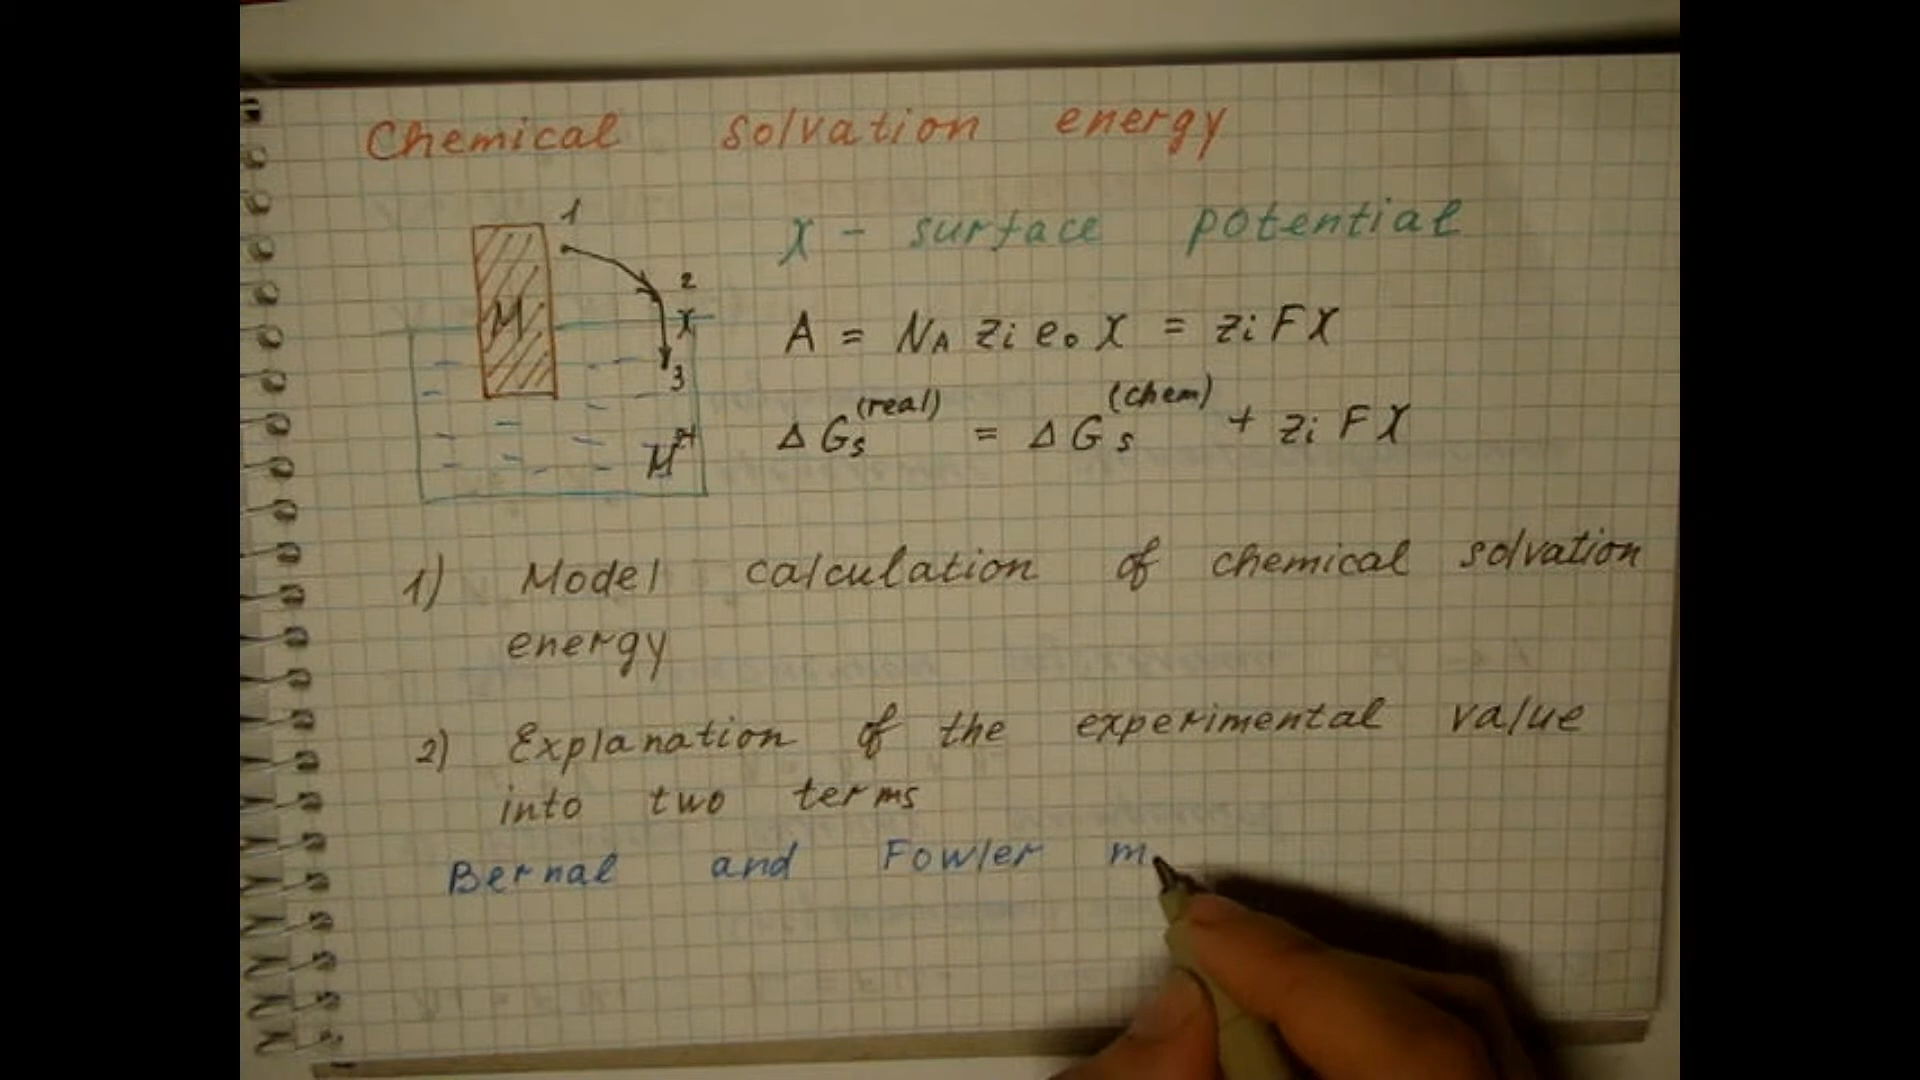 Chemical solvation energy
1
2
χ
3
M
M²⁺
χ - surface potential
A = N_A z_i e_0 χ = z_i F χ
ΔG_s^(real) = ΔG_s^(chem) + z_i F χ
1) Model calculation of chemical solvation
energy
2) Explanation of the experimental value
into two terms
Bernal and Fowler m